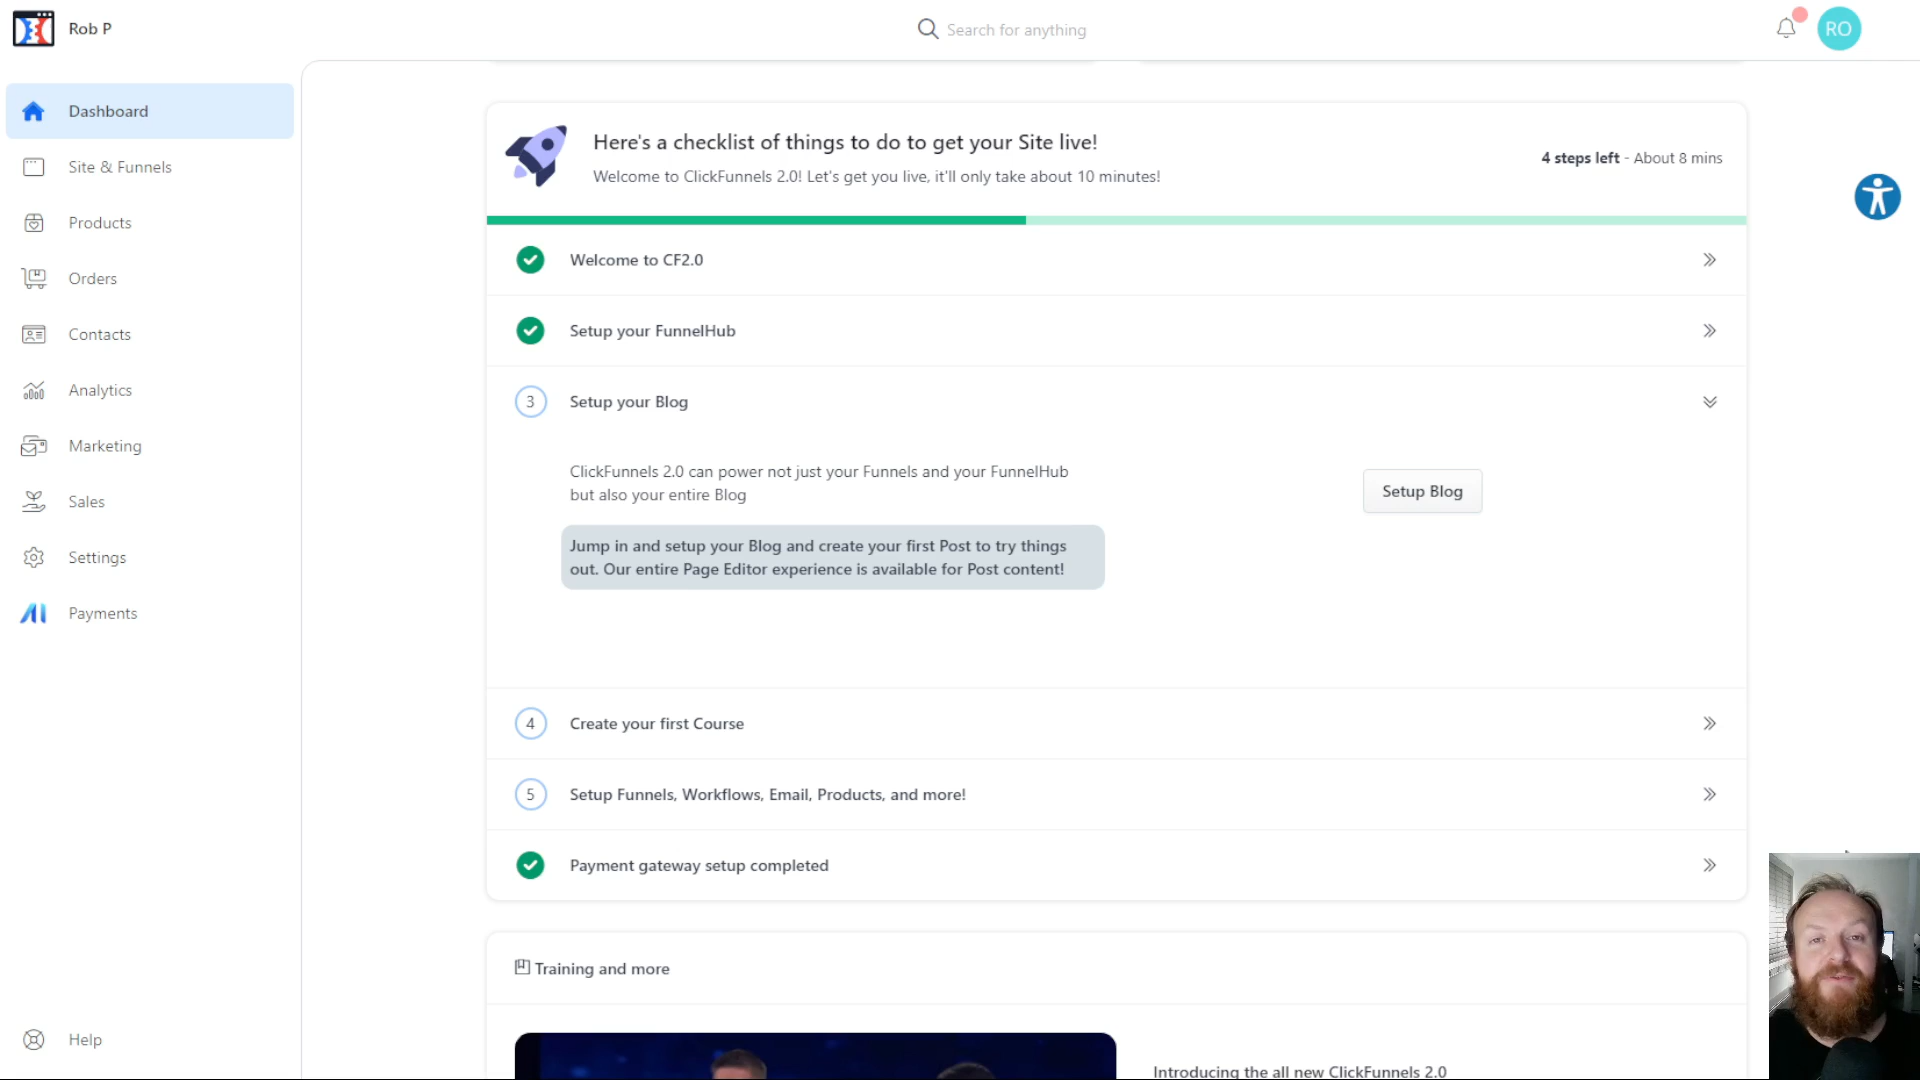 Rob P
Search for anything
RO
Dashboard
Site & Funnels
Products
Orders
Contacts
Analytics
Marketing
Sales
Settings
Payments
Help
Here's a checklist of things to do to get your Site live!
Welcome to ClickFunnels 2.0! Let's get you live, it'll only take about 10 minutes!
4 steps left - About 8 mins
Welcome to CF2.0
Setup your FunnelHub
3 Setup your Blog
ClickFunnels 2.0 can power not just your Funnels and your FunnelHub
but also your entire Blog
Setup Blog
Jump in and setup your Blog and create your first Post to try things
out. Our entire Page Editor experience is available for Post content!
4 Create your first Course
5 Setup Funnels, Workflows, Email, Products, and more!
Payment gateway setup completed
Training and more
Introducing the all new ClickFunnels 2.0